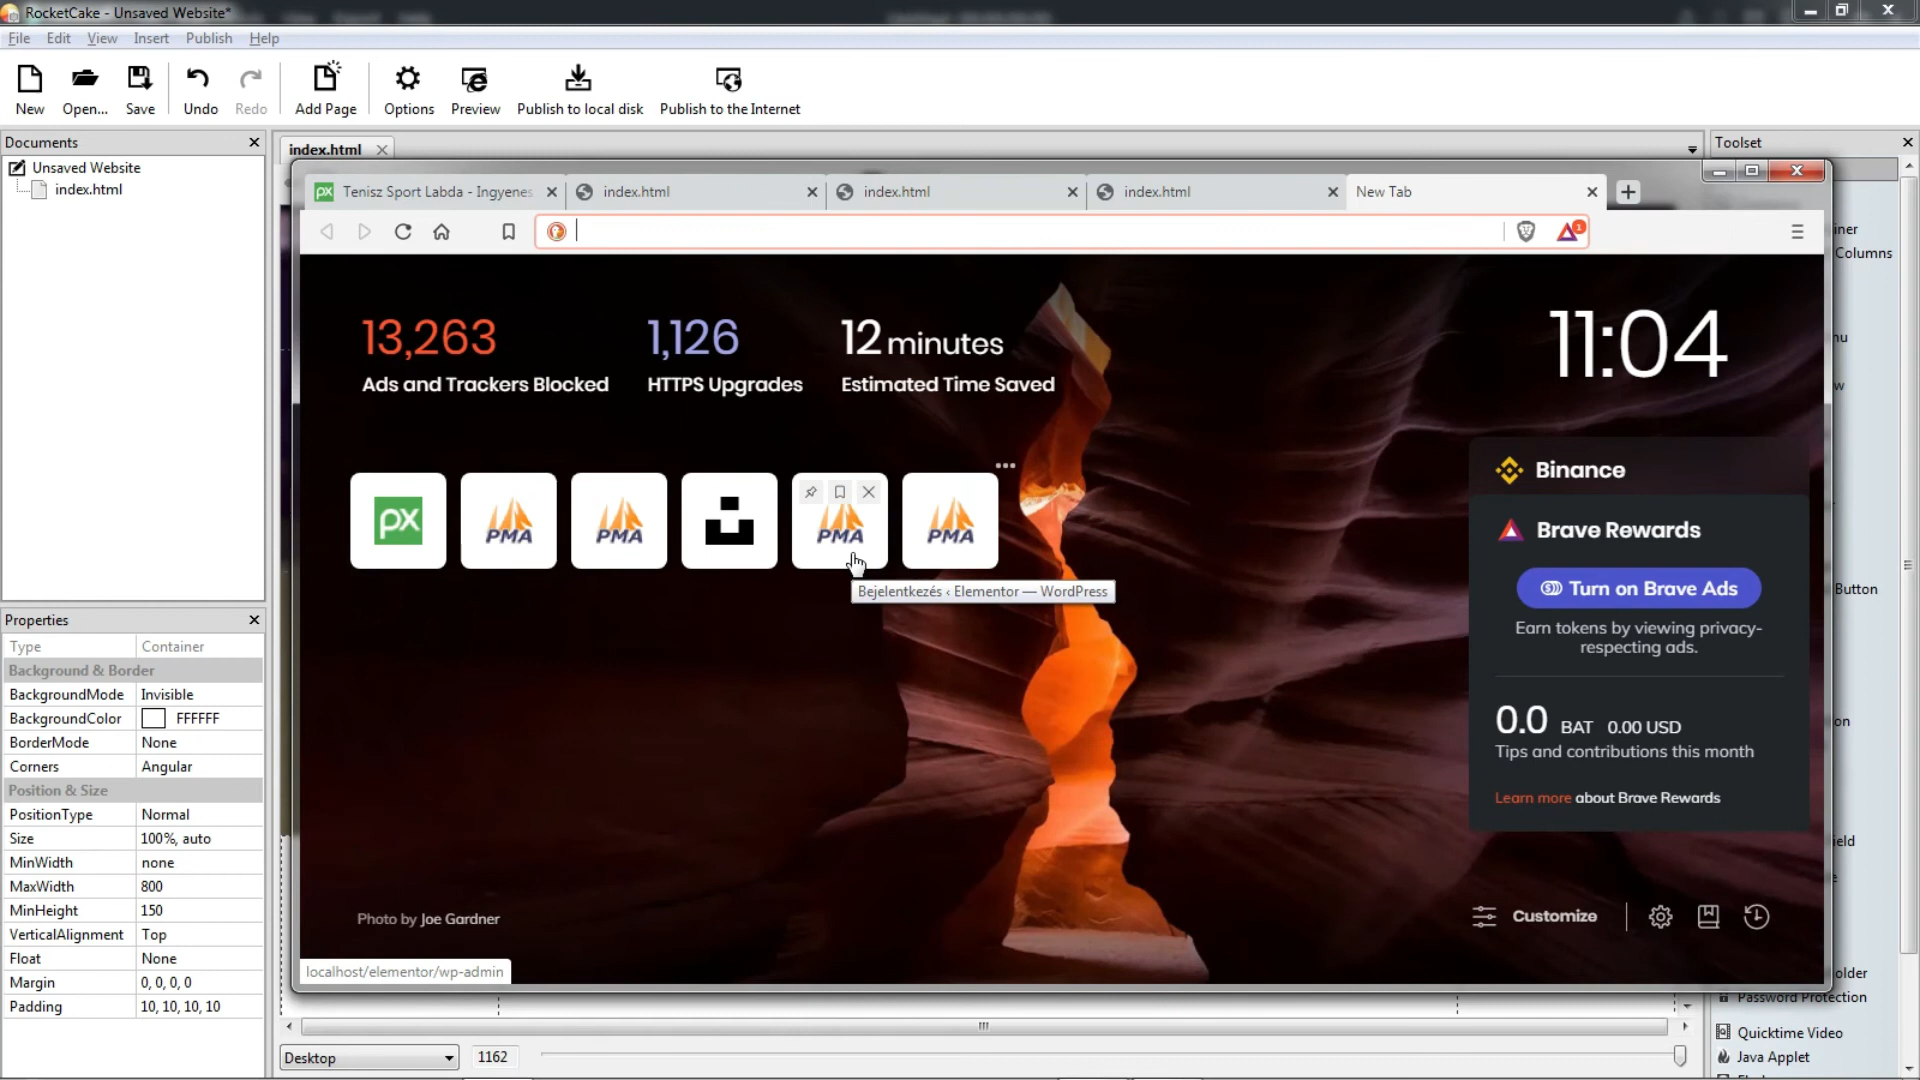 RocketCake - Unsaved Website*
File Edit View Insert Publish Help
New Open... Save Undo Redo Add Page Options Preview Publish to local disk Publish to the Internet
Documents
Unsaved Website
index.html
index.html
Toolset
Tenisz Sport Labda - Ingyenes
index.html
index.html
index.html
New Tab
1
13,263
Ads and Trackers Blocked
1,126
HTTPS Upgrades
12 minutes
Estimated Time Saved
11:04
px
PMA
PMA
PMA
PMA
Bejelentkezés ‹ Elementor — WordPress
Binance
Brave Rewards
Turn on Brave Ads
Earn tokens by viewing privacy-
respecting ads.
0.0 BAT 0.00 USD
Tips and contributions this month
Learn more about Brave Rewards
Photo by Joe Gardner
Customize
localhost/elementor/wp-admin
Properties
Type Container
Background & Border
BackgroundMode Invisible
BackgroundColor FFFFFF
BorderMode None
Corners Angular
Position & Size
PositionType Normal
Size 100%, auto
MinWidth none
MaxWidth 800
MinHeight 150
VerticalAlignment Top
Float None
Margin 0, 0, 0, 0
Padding 10, 10, 10, 10
iner
Columns
nu
w
Button
on
ield
e
older
Password Protection
Quicktime Video
Java Applet
Desktop 1162